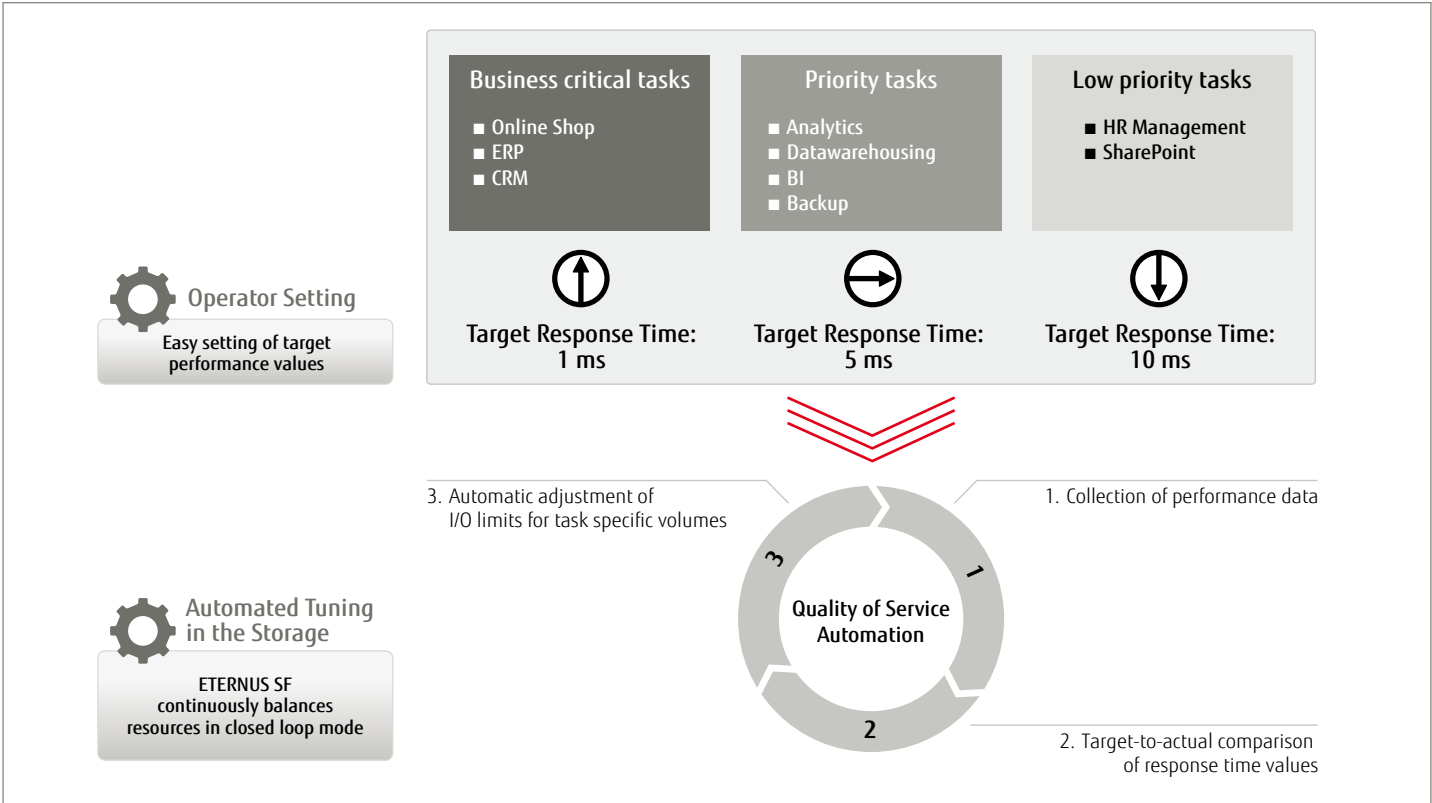 Business critical tasks
■ Online Shop
■ ERP
■ CRM
Priority tasks
■ Analytics
■ Datawarehousing
■ BI
■ Backup
Low priority tasks
■ HR Management
■ SharePoint
Operator Setting
Easy setting of target
performance values
Target Response Time:
1 ms
Target Response Time:
5 ms
Target Response Time:
10 ms
3. Automatic adjustment of
I/O limits for task specific volumes
1. Collection of performance data
3
1
Quality of Service
Automation
2
Automated Tuning
in the Storage
ETERNUS SF
continuously balances
resources in closed loop mode
2. Target-to-actual comparison
of response time values